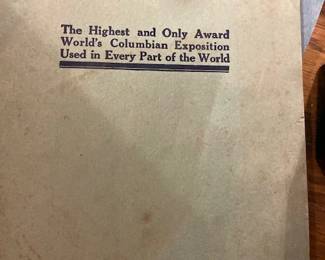 The Highest and Only Award
World's Columbian Exposition
Used in Every Part of the World